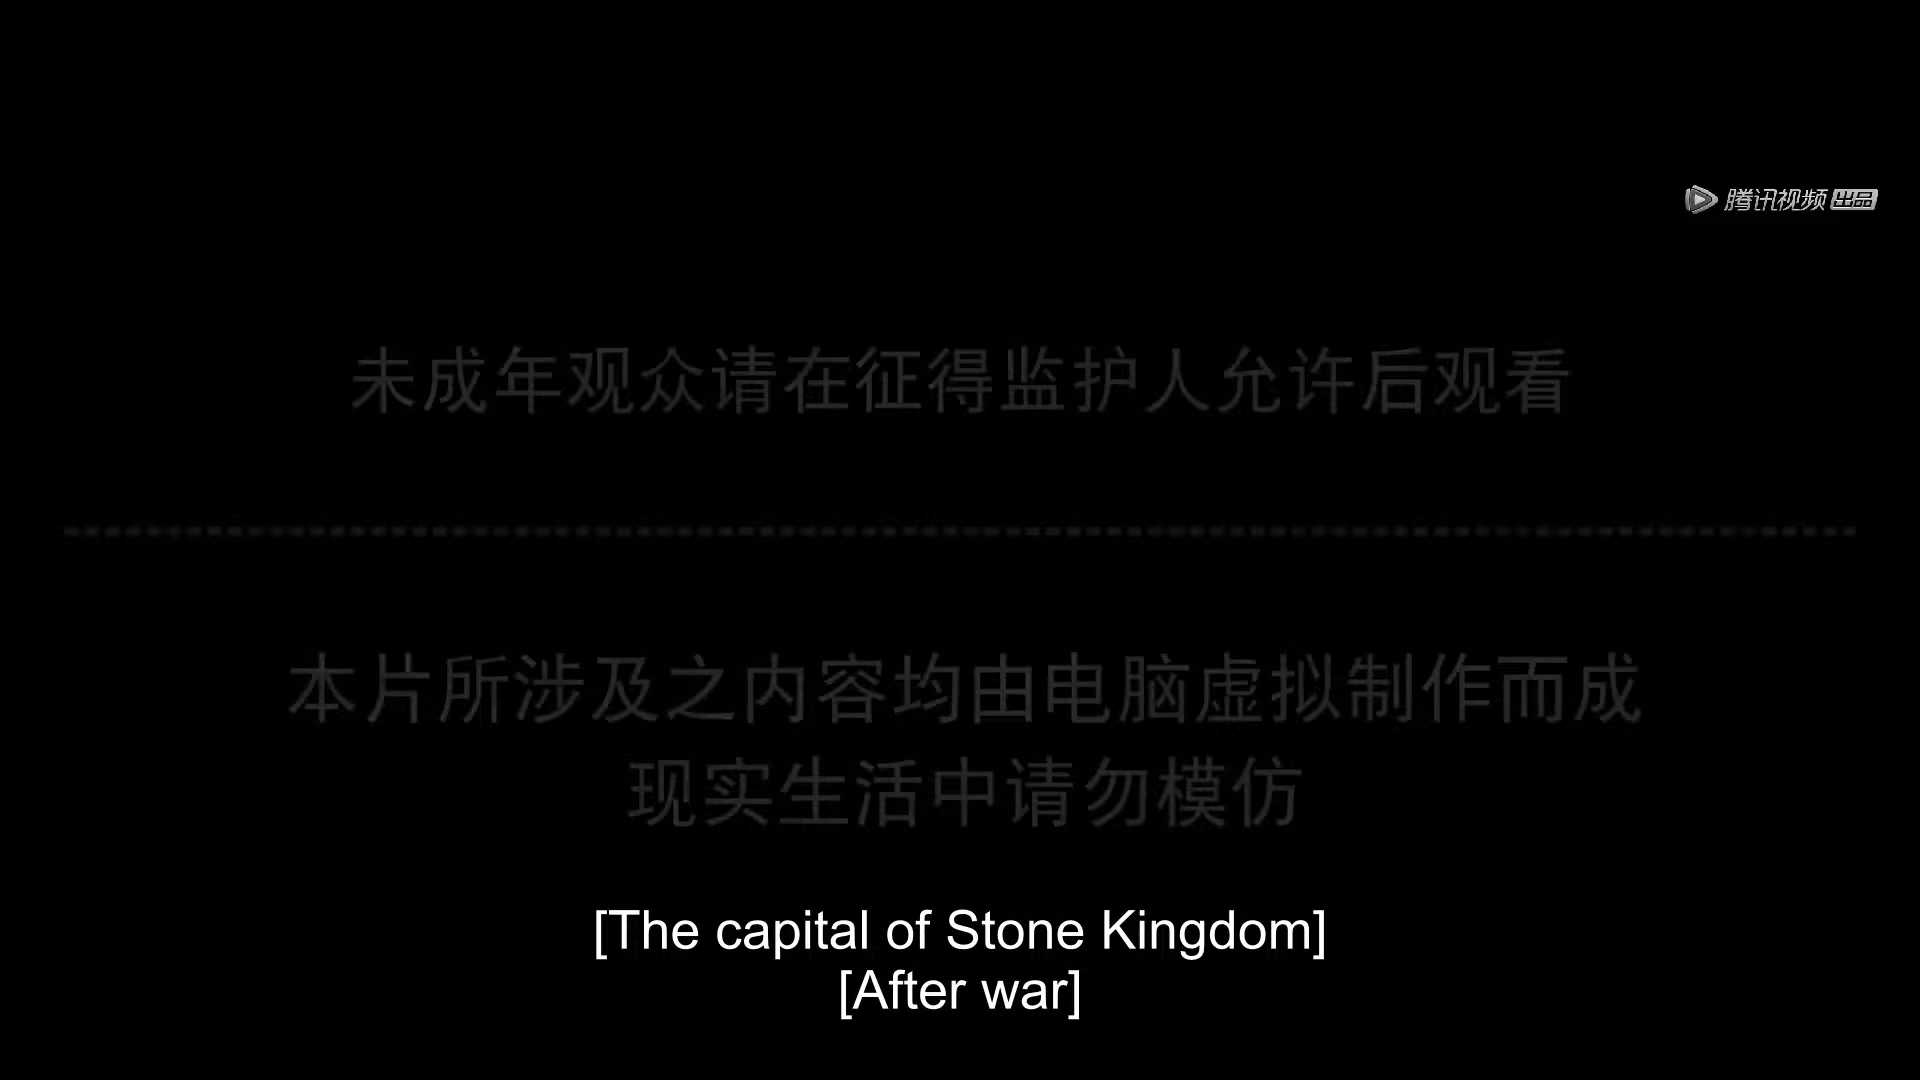 腾讯视频 出品
未成年观众请在征得监护人允许后观看
本片所涉及之内容均由电脑虚拟制作而成
现实生活中请勿模仿
[The capital of Stone Kingdom]
[After war]